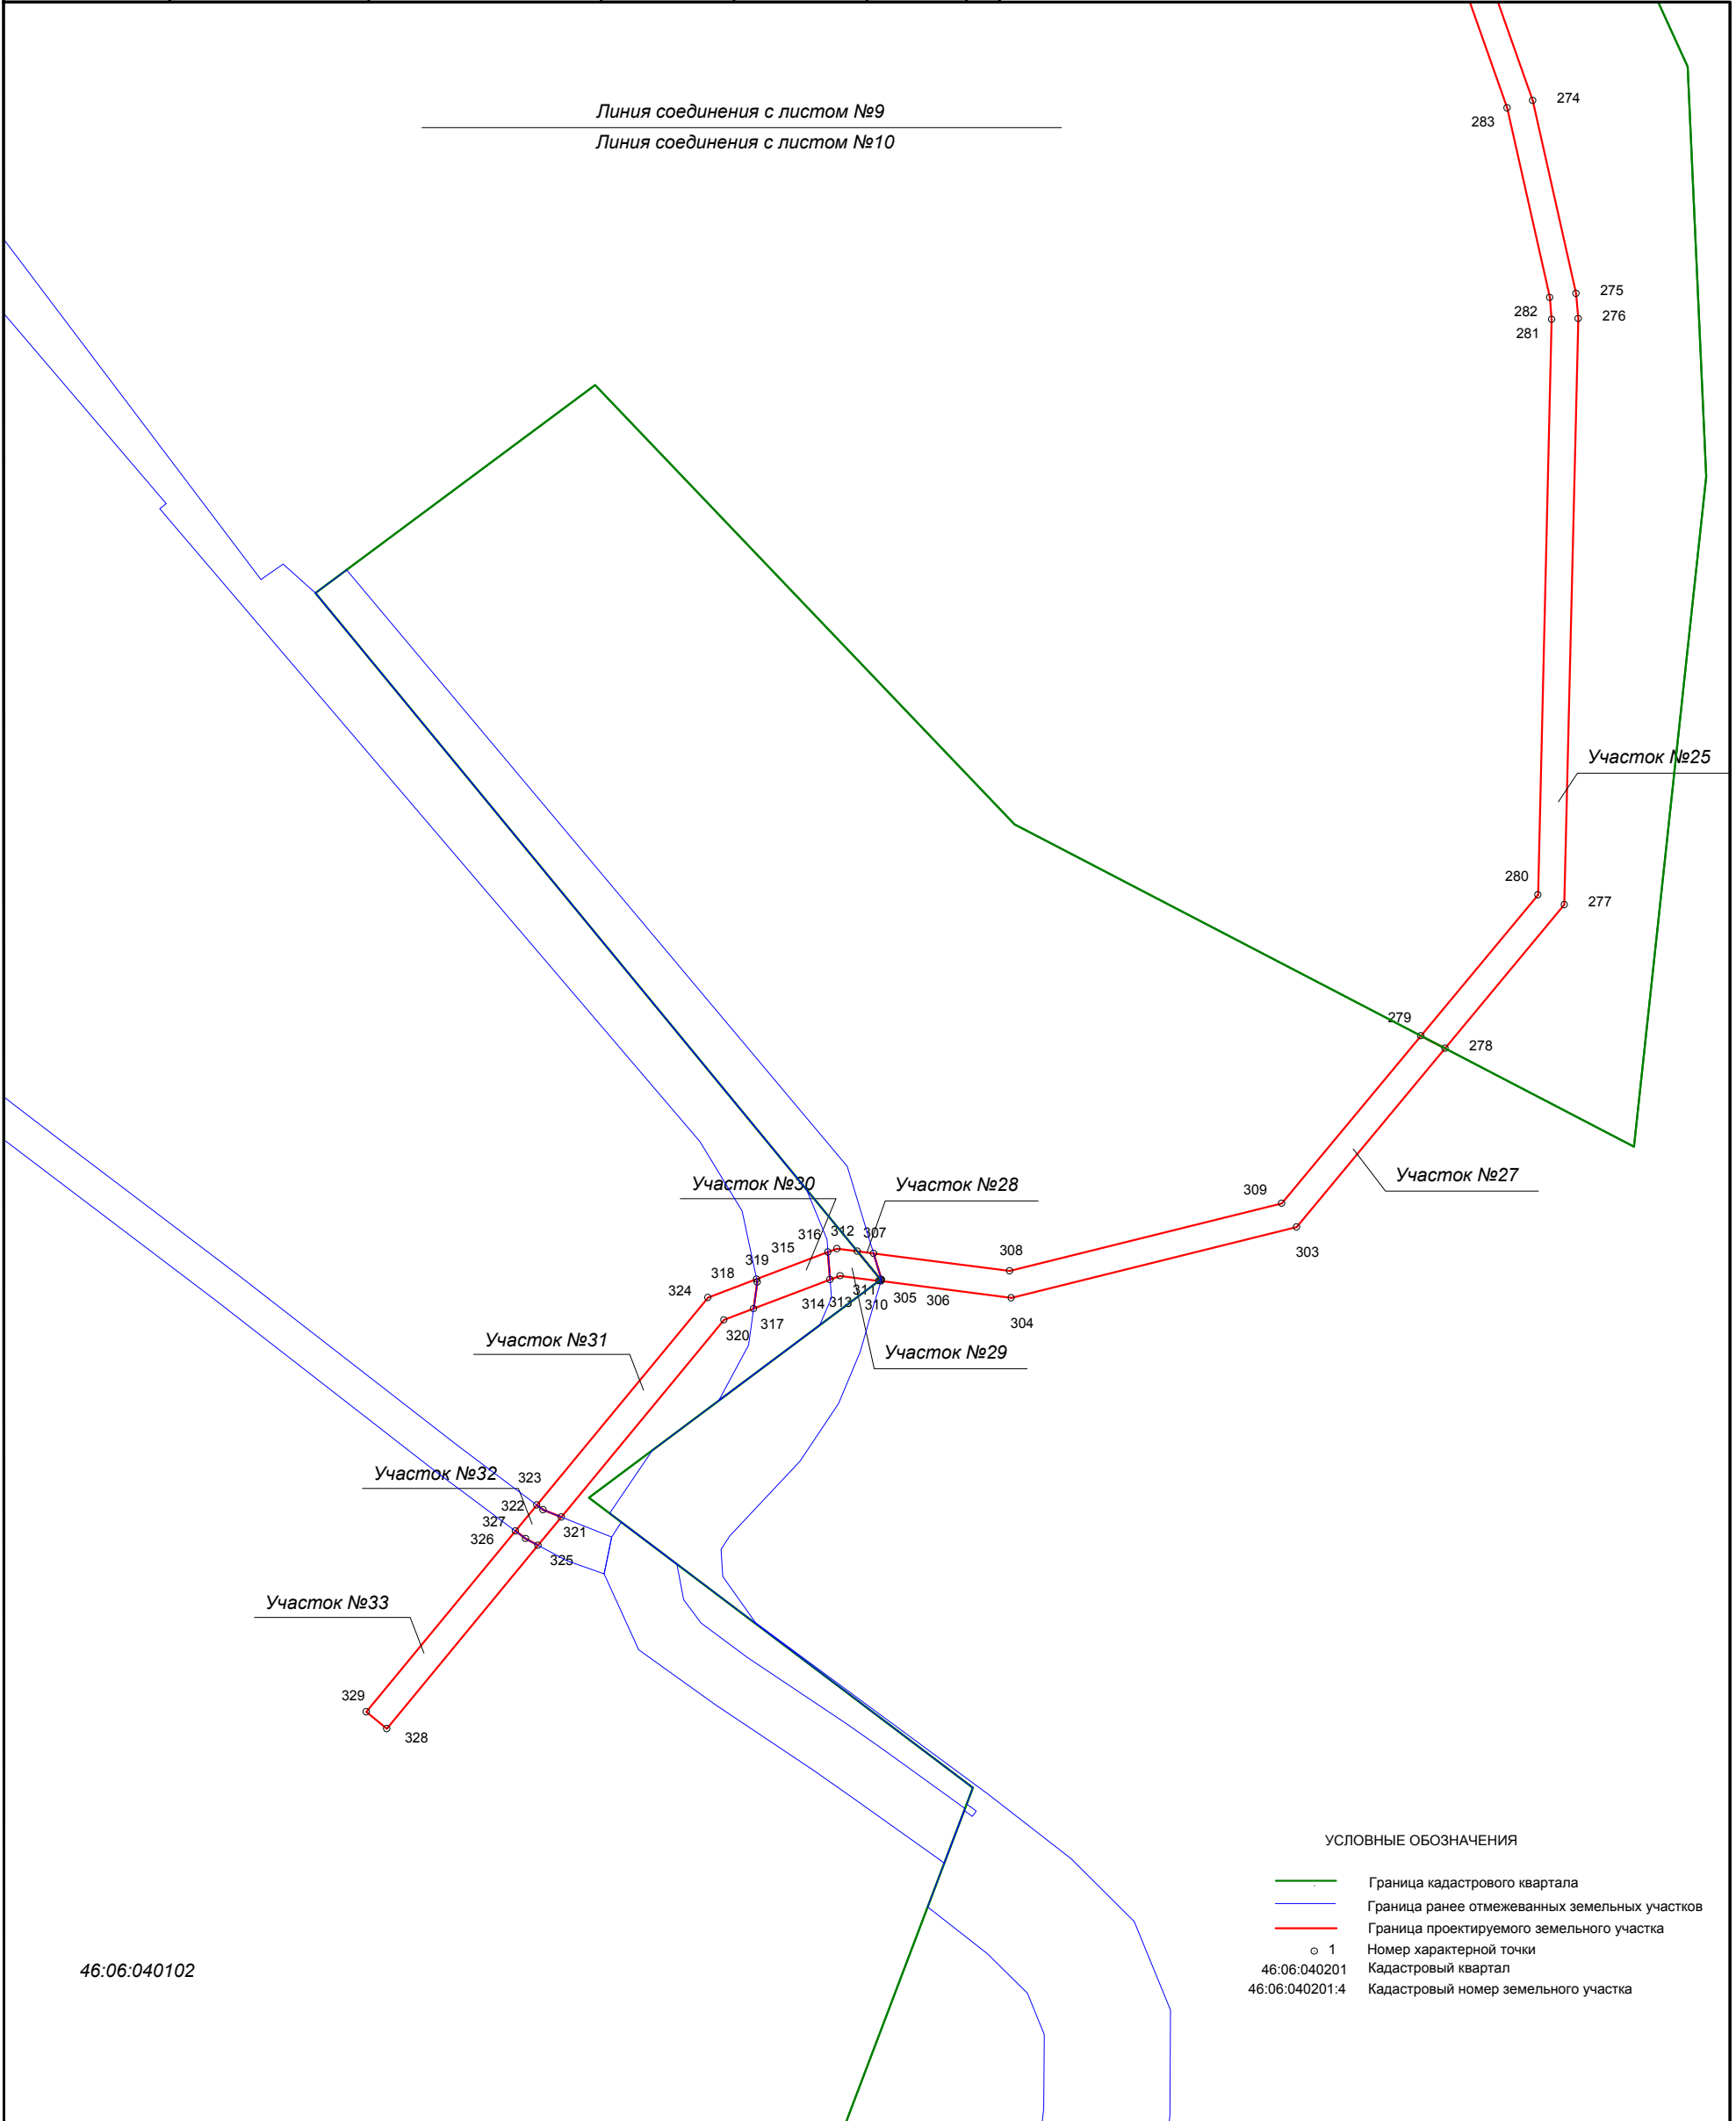 Линия соединения с листом №9
Линия соединения с листом №10
274
283
275
282
276
281
Участок №25
280
277
279
278
Участок №27
Участок №30
Участок №28
309
303
316
312
307
315
308
319
318
324
311
305
306
314
313
310
304
317
320
Участок №31
Участок №29
Участок №32
323
322
327
326
321
325
Участок №33
329
328
УСЛОВНЫЕ ОБОЗНАЧЕНИЯ
Граница кадастрового квартала
Граница ранее отмежеванных земельных участков
Граница проектируемого земельного участка
1 Номер характерной точки
46:06:040201 Кадастровый квартал
46:06:040201:4 Кадастровый номер земельного участка
46:06:040102